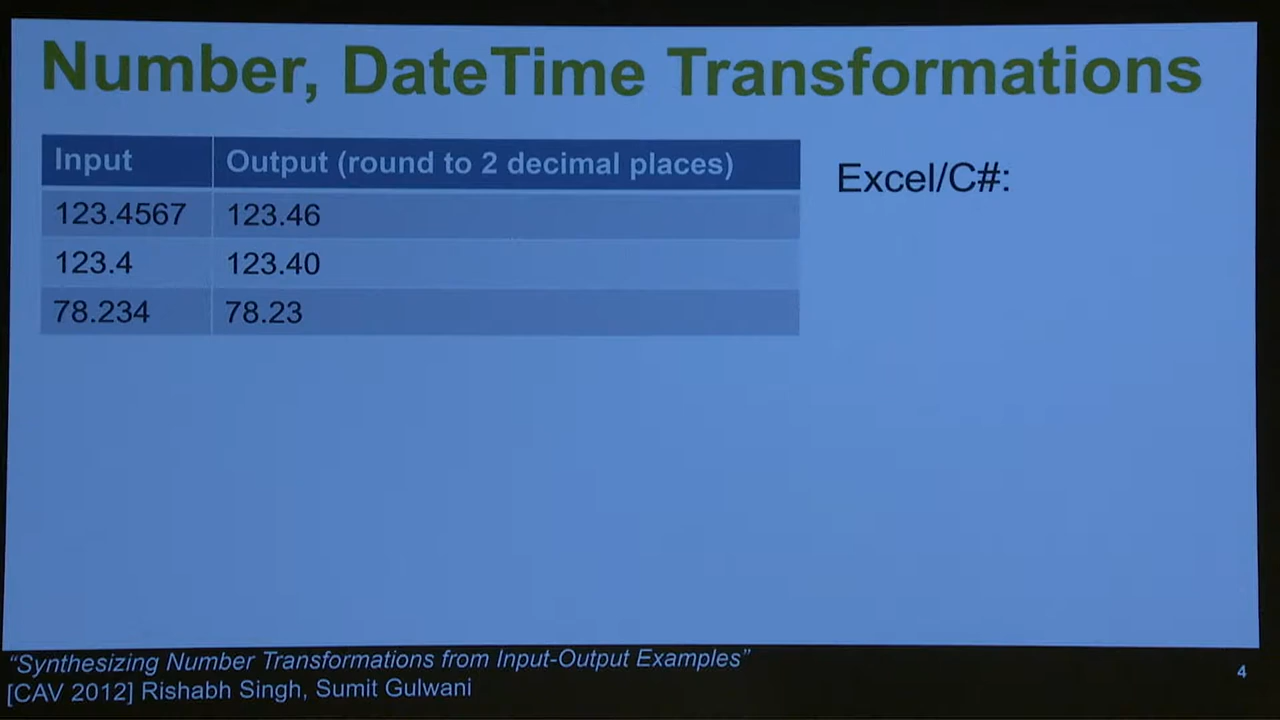 Number, DateTime Transformations
Input Output (round to 2 decimal places)
123.4567 123.46
123.4 123.40
78.234 78.23
Excel/C#:
“Synthesizing Number Transformations from Input-Output Examples”
[CAV 2012] Rishabh Singh, Sumit Gulwani
4